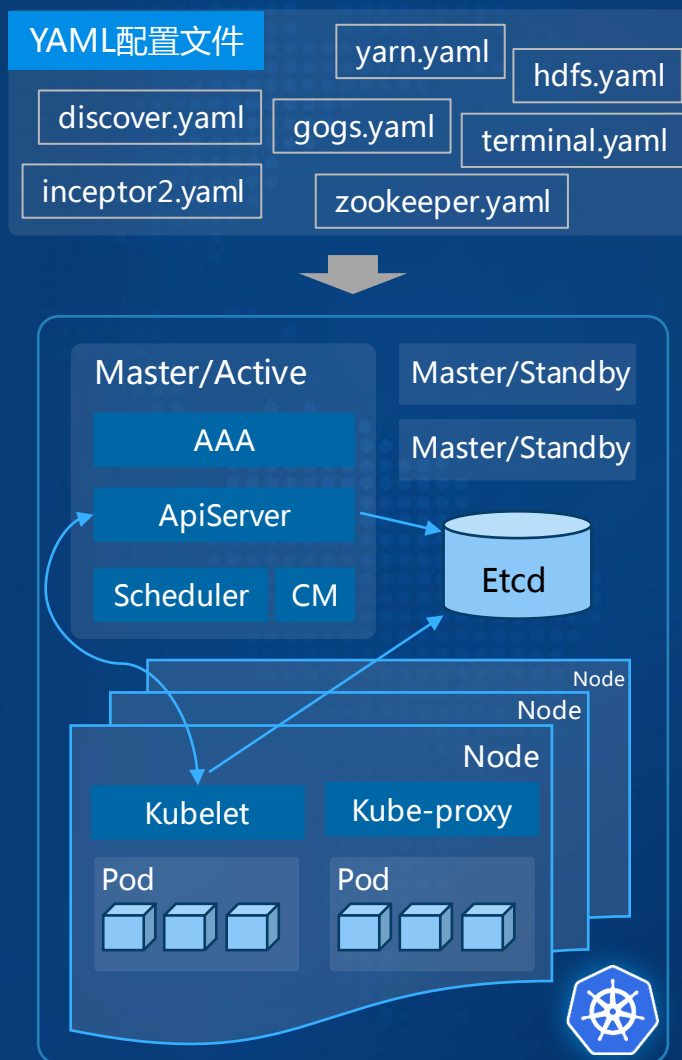 YAML配置文件
yarn.yaml
hdfs.yaml
discover.yaml
gogs.yaml
terminal.yaml
inceptor2.yaml
zookeeper.yaml
Master/Active
AAA
ApiServer
Scheduler
CM
Master/Standby
Master/Standby
Etcd
Node
Node
Node
Kubelet
Kube-proxy
Pod
Pod